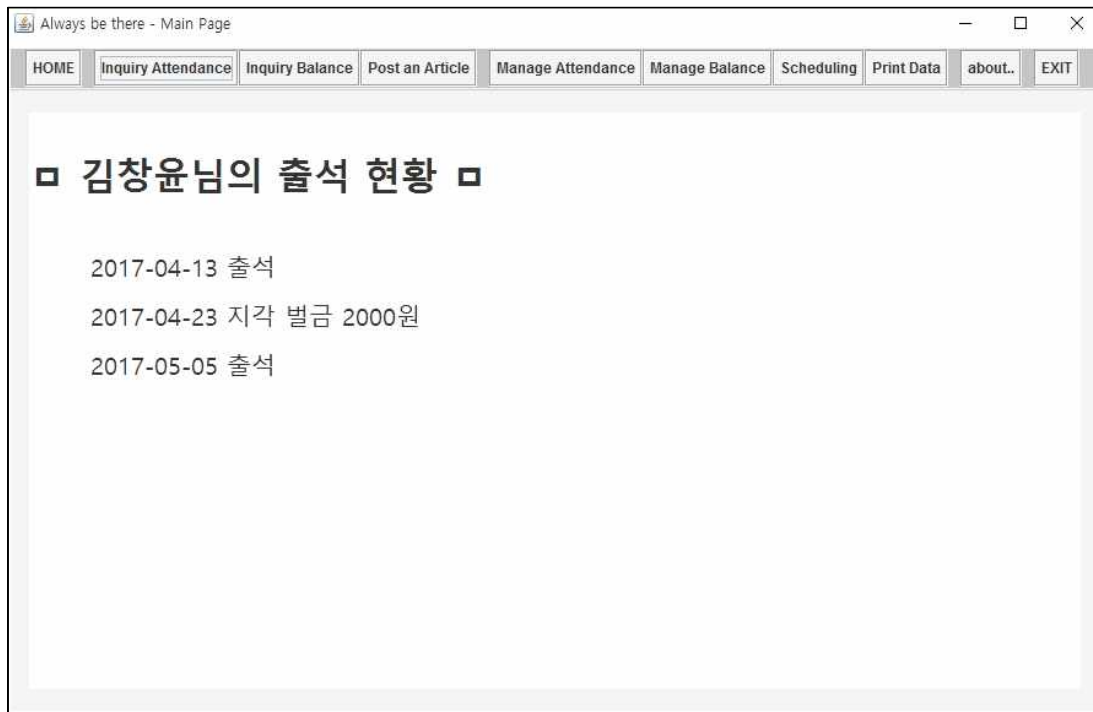 Always be there - Main Page
HOME Inquiry Attendance Inquiry Balance Post an Article Manage Attendance Manage Balance Scheduling Print Data about.. EXIT
ㅁ 김창윤님의 출석 현황 ㅁ
2017-04-13 출석
2017-04-23 지각 벌금 2000원
2017-05-05 출석